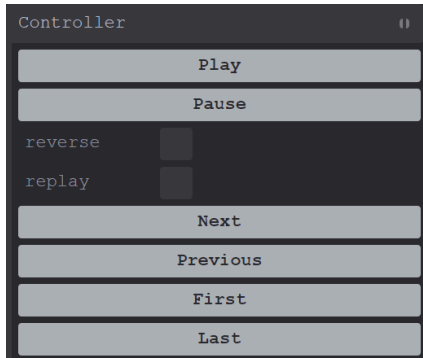 Controller
Play
Pause
reverse
replay
Next
Previous
First
Last